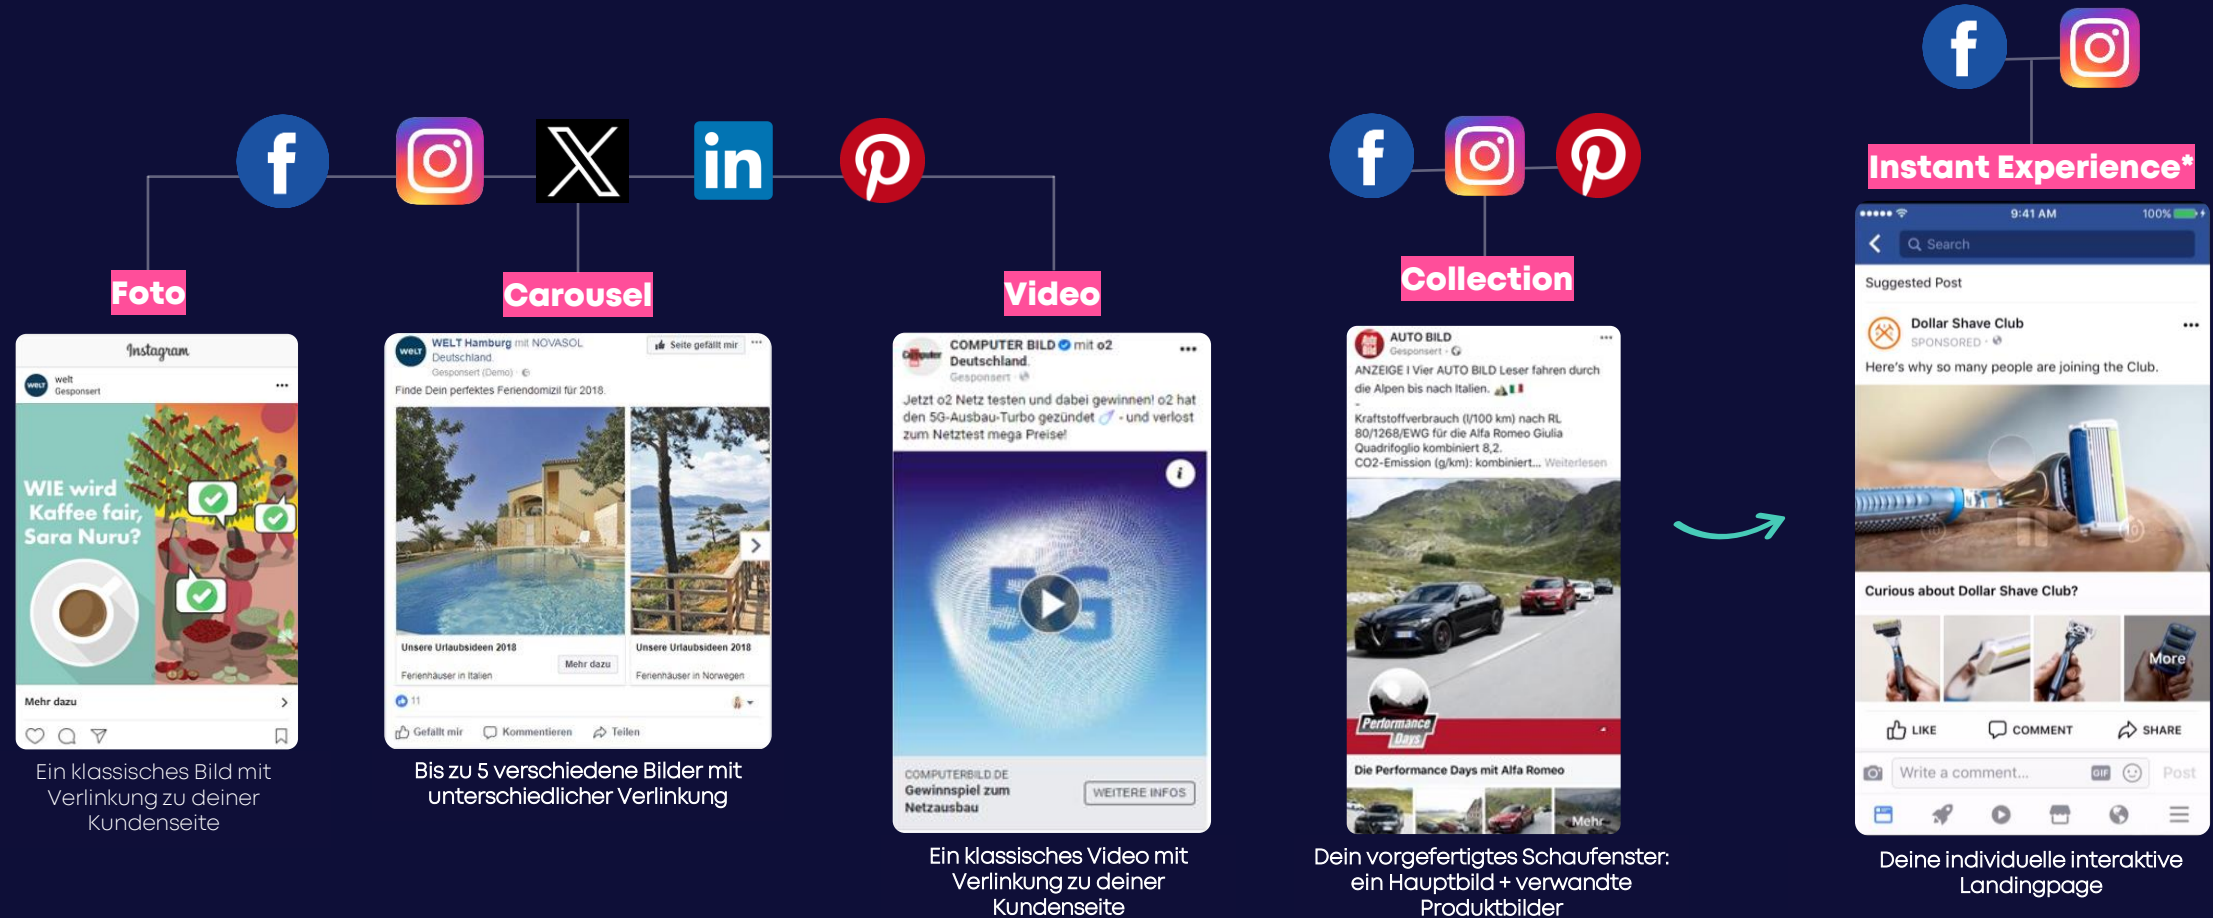 Foto
Instagram
welt
Gesponsert
WELT
WIE wird
Kaffee fair,
Sara Nuru?
Mehr dazu
Ein klassisches Bild mit
Verlinkung zu deiner
Kundenseite
Carousel
WELT
WELT Hamburg mit NOVASOL
Deutschland.
Gesponsert (Demo)
Seite gefällt mir
Finde Dein perfektes Feriendomizil für 2018.
Unsere Urlaubsideen 2018
Mehr dazu
Ferienhäuser in Italien
Unsere Urlaubsideen 2018
Ferienhäuser in Norwegen
11
Gefällt mir
Kommentieren
Teilen
Bis zu 5 verschiedene Bilder mit
unterschiedlicher Verlinkung
Video
Computer
COMPUTER BILD mit o2
Deutschland.
Gesponsert
Jetzt o2 Netz testen und dabei gewinnen! o2 hat
den 5G-Ausbau-Turbo gezündet - und verlost
zum Netztest mega Preise!
5G
COMPUTERBILD.DE
Gewinnspiel zum
Netzausbau
WEITERE INFOS
Ein klassisches Video mit
Verlinkung zu deiner
Kundenseite
Collection
AUTO BILD
Gesponsert
ANZEIGE I Vier AUTO BILD Leser fahren durch
die Alpen bis nach Italien.
-
Kraftstoffverbrauch (l/100 km) nach RL
80/1268/EWG für die Alfa Romeo Giulia
Quadrifoglio kombiniert 8,2.
CO2-Emission (g/km): kombiniert... Weiterlesen
Performance
Days
Die Performance Days mit Alfa Romeo
Mehr
Dein vorgefertigtes Schaufenster:
ein Hauptbild + verwandte
Produktbilder
Instant Experience*
9:41 AM
100%
Search
Suggested Post
Dollar Shave Club
SPONSORED
Here's why so many people are joining the Club.
Curious about Dollar Shave Club?
More
LIKE
COMMENT
SHARE
Write a comment...
GIF
Post
Deine individuelle interaktive
Landingpage